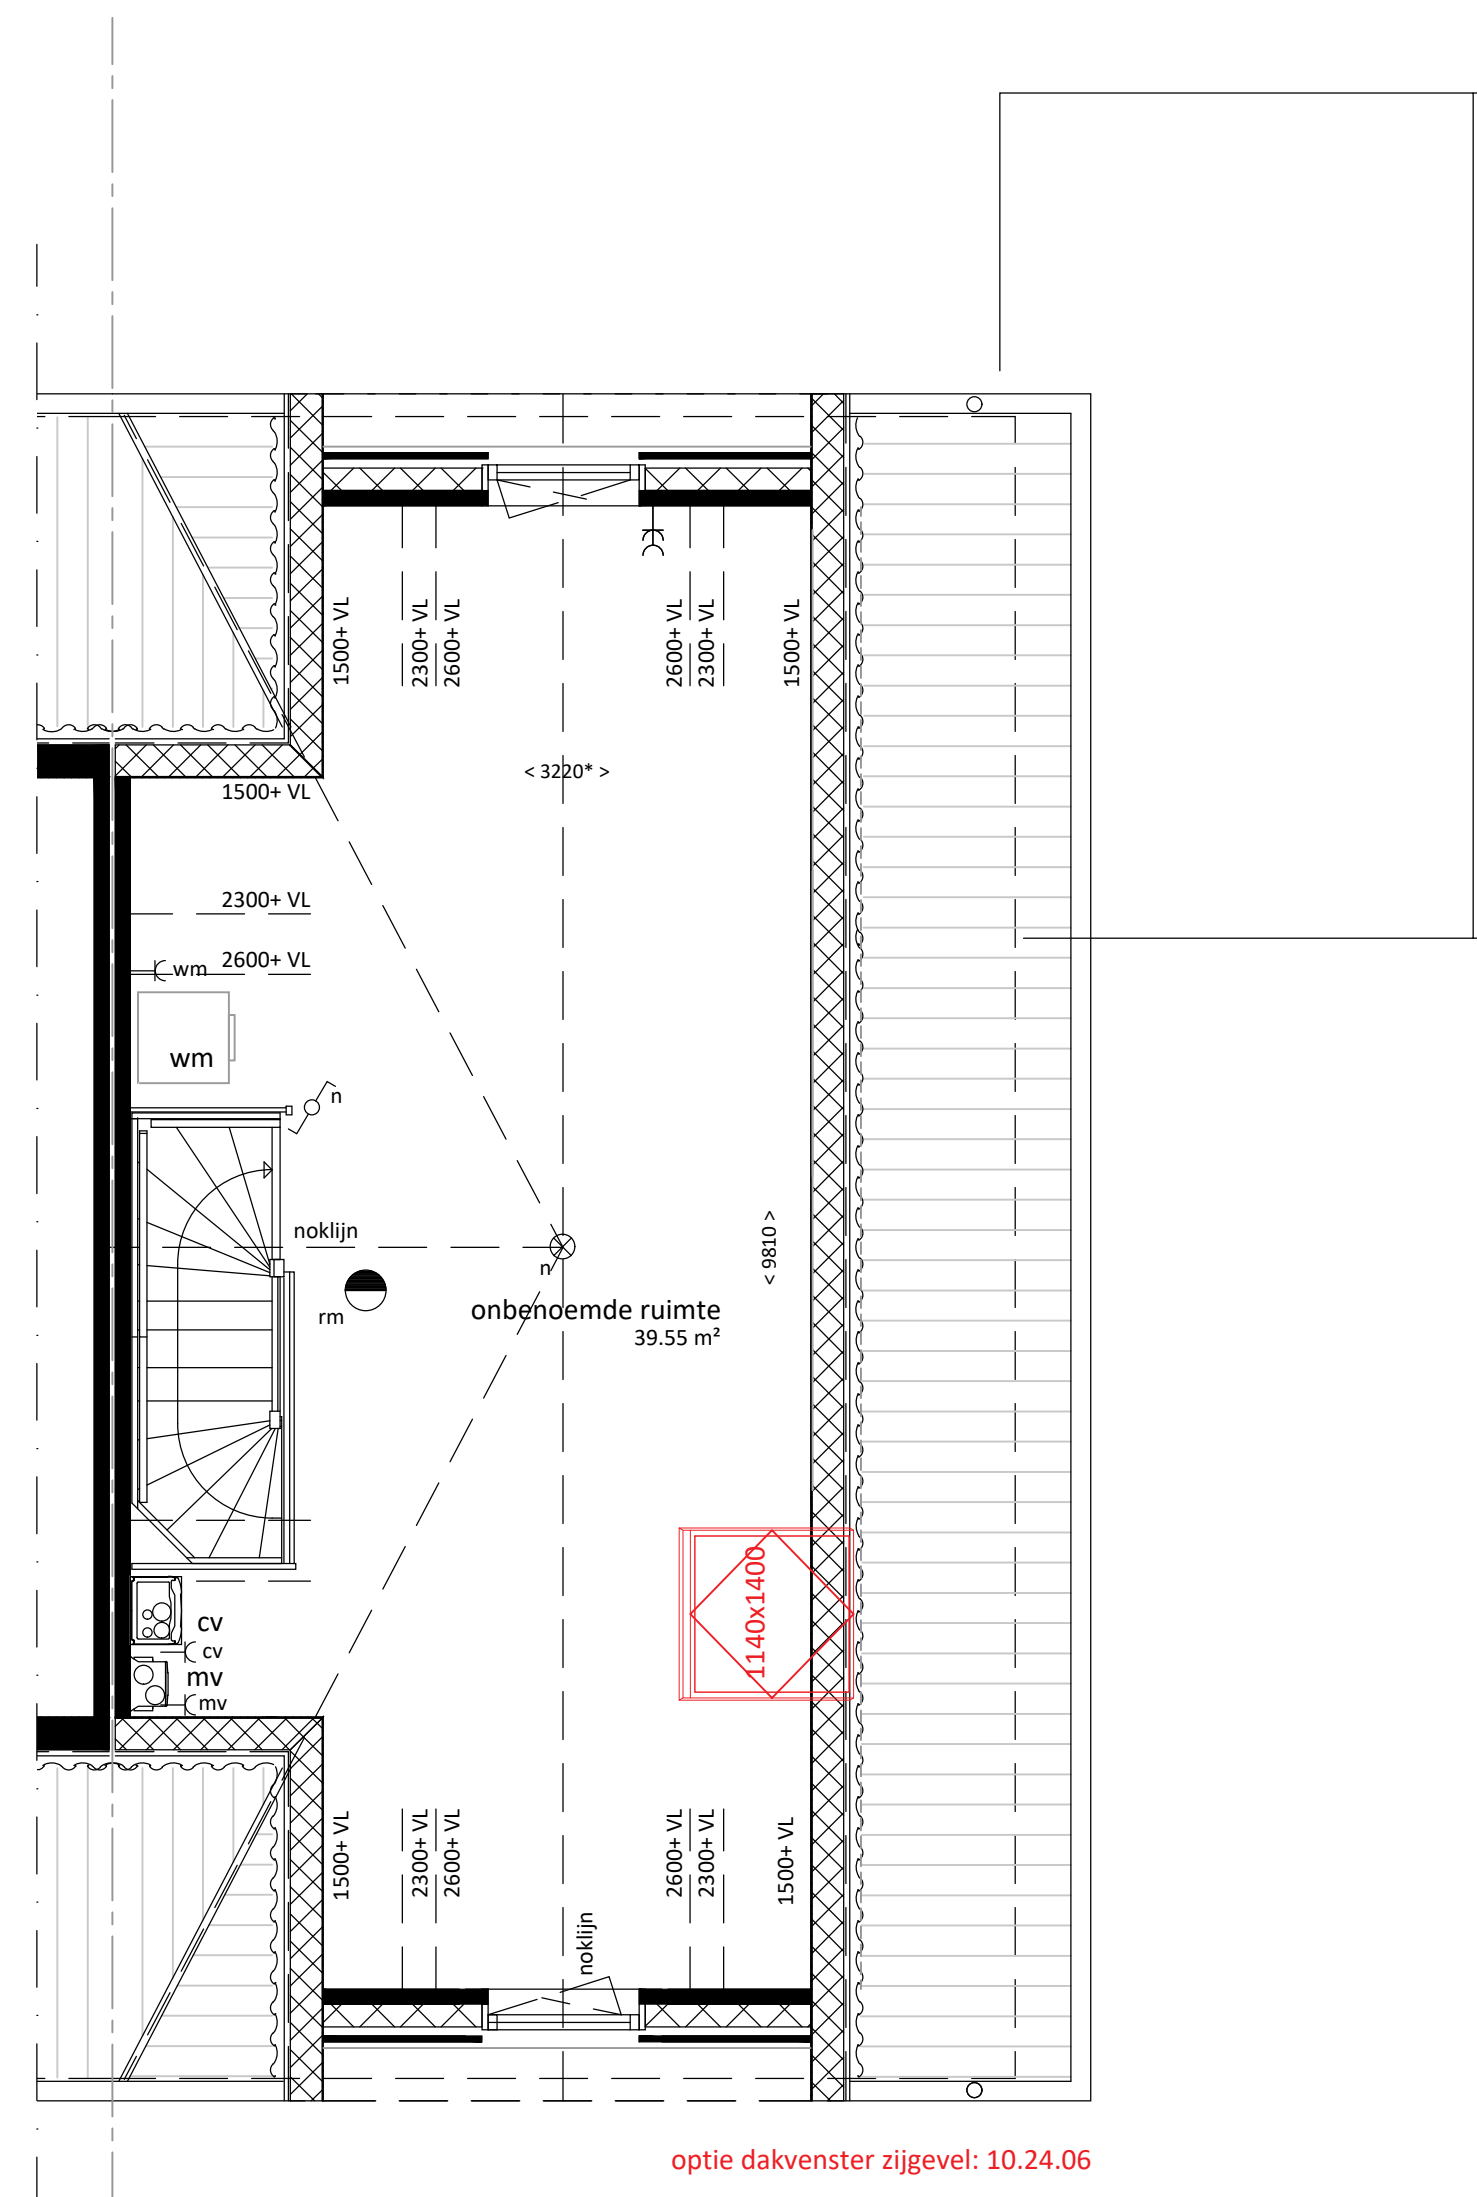 1500+ VL
2300+ VL
2600+ VL
2600+ VL
2300+ VL
1500+ VL
< 3220* >
1500+ VL
2300+ VL
2600+ VL
wm
wm
n
noklijn
n
rm
onbenoemde ruimte
39.55 m²
< 9810 >
1140x1400
cv
cv
mv
mv
1500+ VL
2300+ VL
2600+ VL
2600+ VL
2300+ VL
1500+ VL
noklijn
optie dakvenster zijgevel: 10.24.06